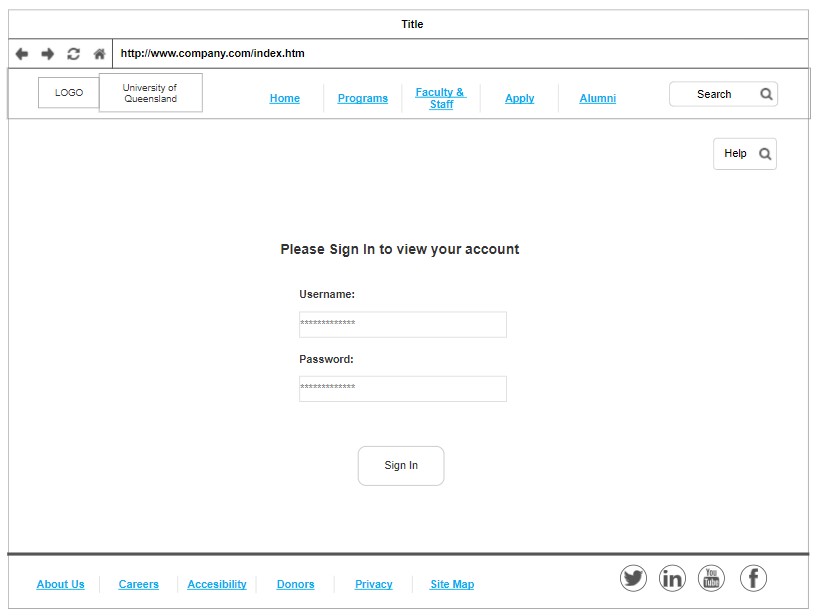 Title
http://www.company.com/index.htm
LOGO
University of
Queensland
Home
Programs
Faculty &
Staff
Apply
Alumni
Search
Help
Please Sign In to view your account
Username:
*************
Password:
*************
Sign In
About Us
Careers
Accesibility
Donors
Privacy
Site Map
in
You
Tube
f